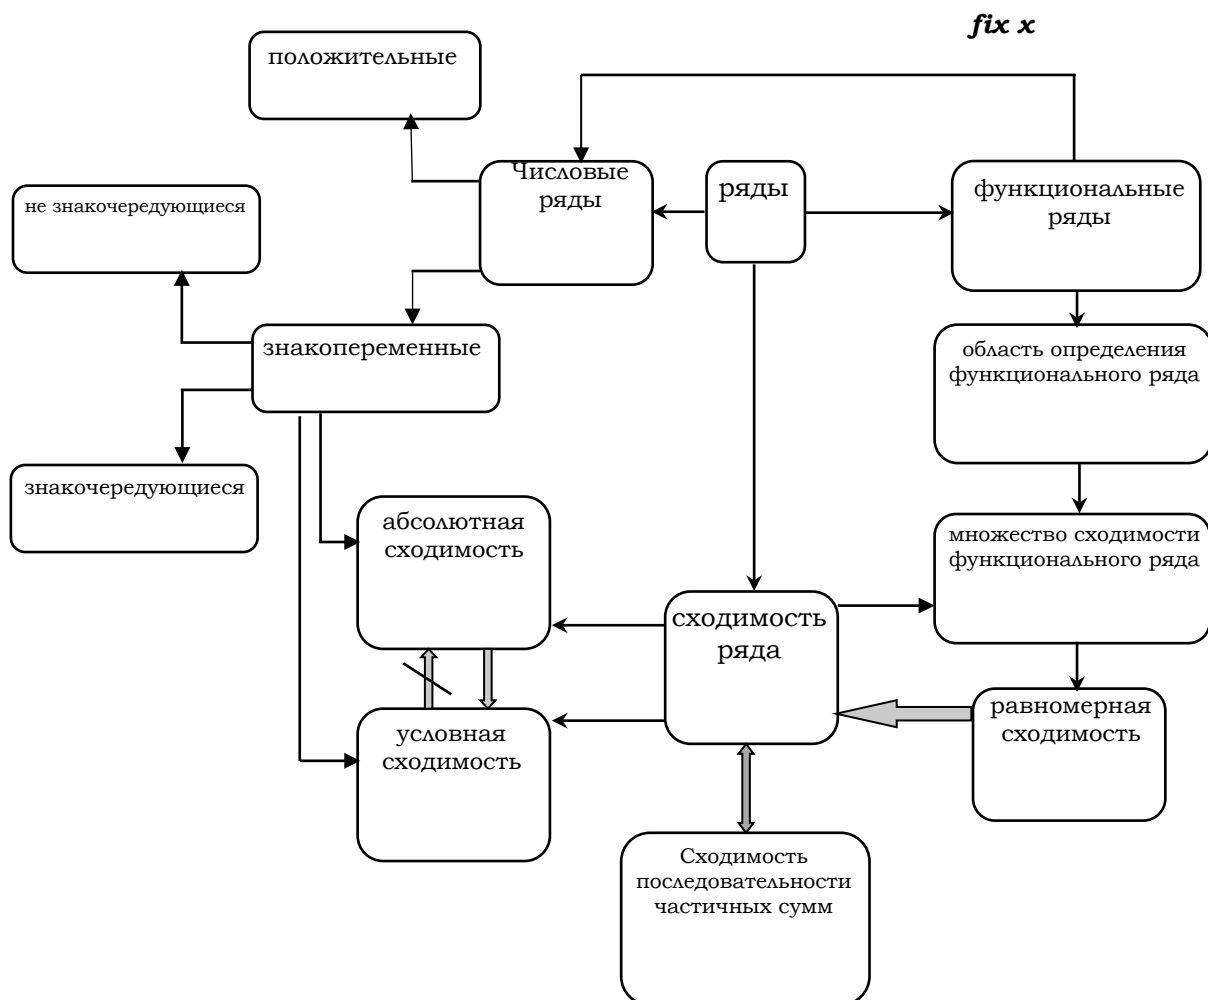 fix x
положительные
Числовые
ряды
ряды
функциональные
ряды
не знакочередующиеся
знакопеременные
область определения
функционального ряда
знакочередующиеся
абсолютная
сходимость
множество сходимости
функционального ряда
сходимость
ряда
условная
сходимость
равномерная
сходимость
Сходимость
последовательности
частичных сумм